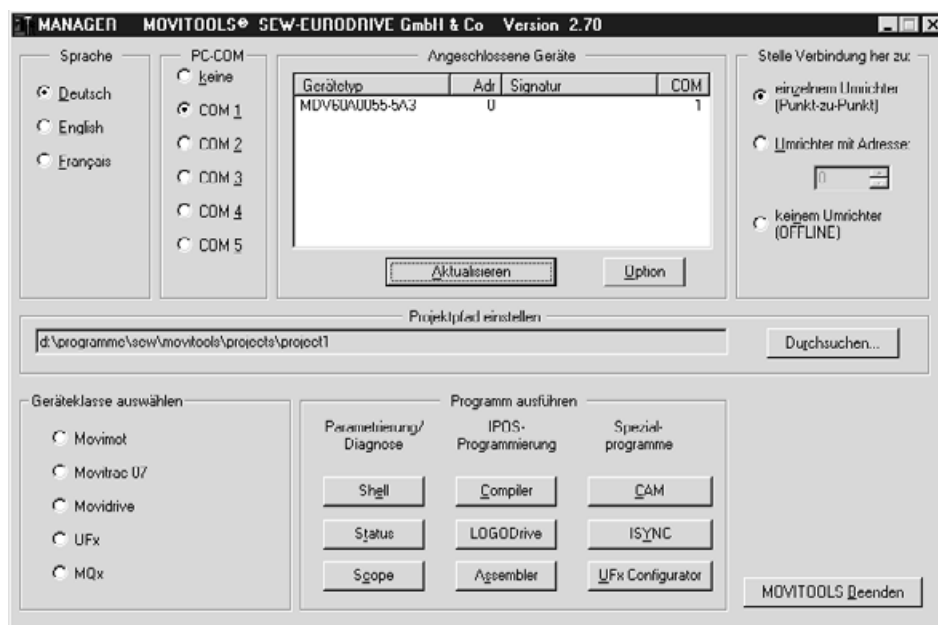 MANAGER MOVITOOLS® SEW-EURODRIVE GmbH & Co Version 2.70
Sprache
Deutsch
English
Français
PC-COM
keine
COM 1
COM 2
COM 3
COM 4
COM 5
Angeschlossene Geräte
Gerätetyp Adr Signatur COM
MDV60A0055-5A3 0 1
Aktualisieren Option
Stelle Verbindung her zu:
einzelnem Umrichter
(Punkt-zu-Punkt)
Umrichter mit Adresse:
0
keinem Umrichter
(OFFLINE)
Projektpfad einstellen
d:\programme\sew\movitools\projects\project1
Durchsuchen...
Geräteklasse auswählen
Movimot
Movitrac 07
Movidrive
UFx
MQx
Programm ausführen
Parametrierung/
Diagnose
Shell
Status
Scope
IPOS-
Programmierung
Compiler
LOGODrive
Assembler
Spezial-
programme
CAM
ISYNC
UFx Configurator
MOVITOOLS Beenden